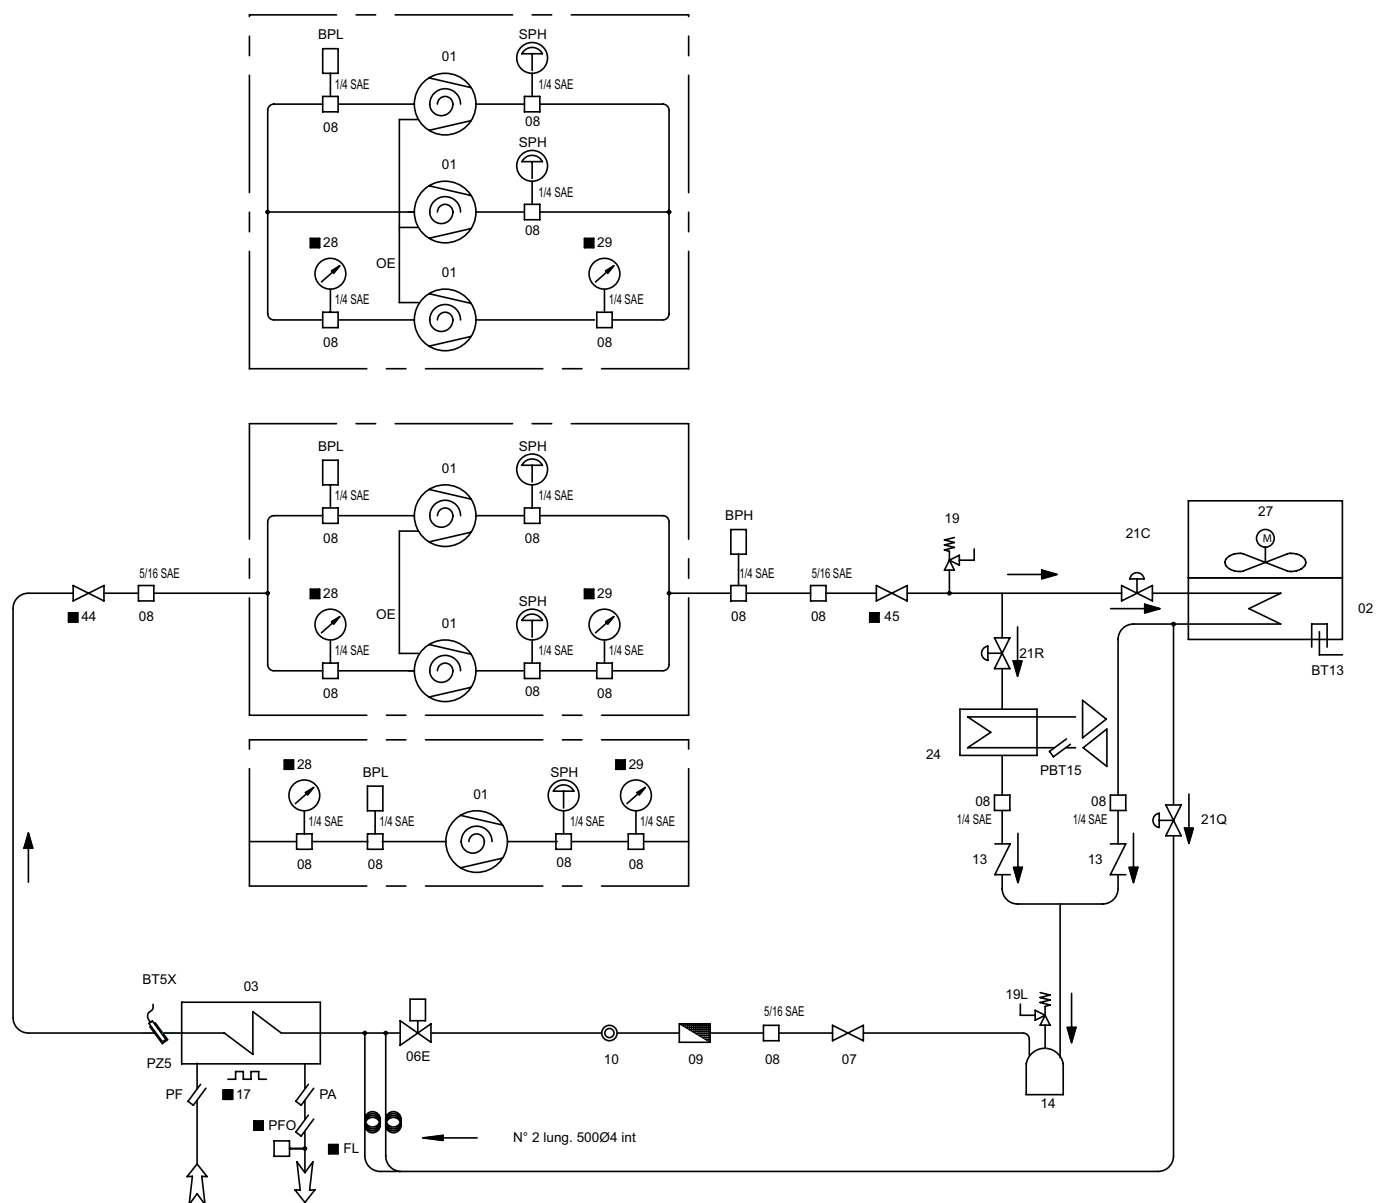 BPL
SPH
01
1/4 SAE
1/4 SAE
08
08
SPH
01
1/4 SAE
08
■28
■29
OE
01
1/4 SAE
1/4 SAE
08
08
BPL
SPH
01
1/4 SAE
1/4 SAE
08
08
BPH
19
21C
27
M
5/16 SAE
1/4 SAE
5/16 SAE
■28
SPH
■29
■44
08
OE
01
08
08
■45
02
1/4 SAE
1/4 SAE
1/4 SAE
08
08
08
21R
BT13
■28
BPL
SPH
■29
24
PBT15
01
1/4 SAE
1/4 SAE
1/4 SAE
1/4 SAE
08
08
08
08
08
1/4 SAE
08
1/4 SAE
21Q
13
13
BT5X
03
19L
5/16 SAE
PZ5
06E
10
09
08
07
PF
■17
PA
14
■PFO
■FL
N° 2 lung. 500Ø4 int